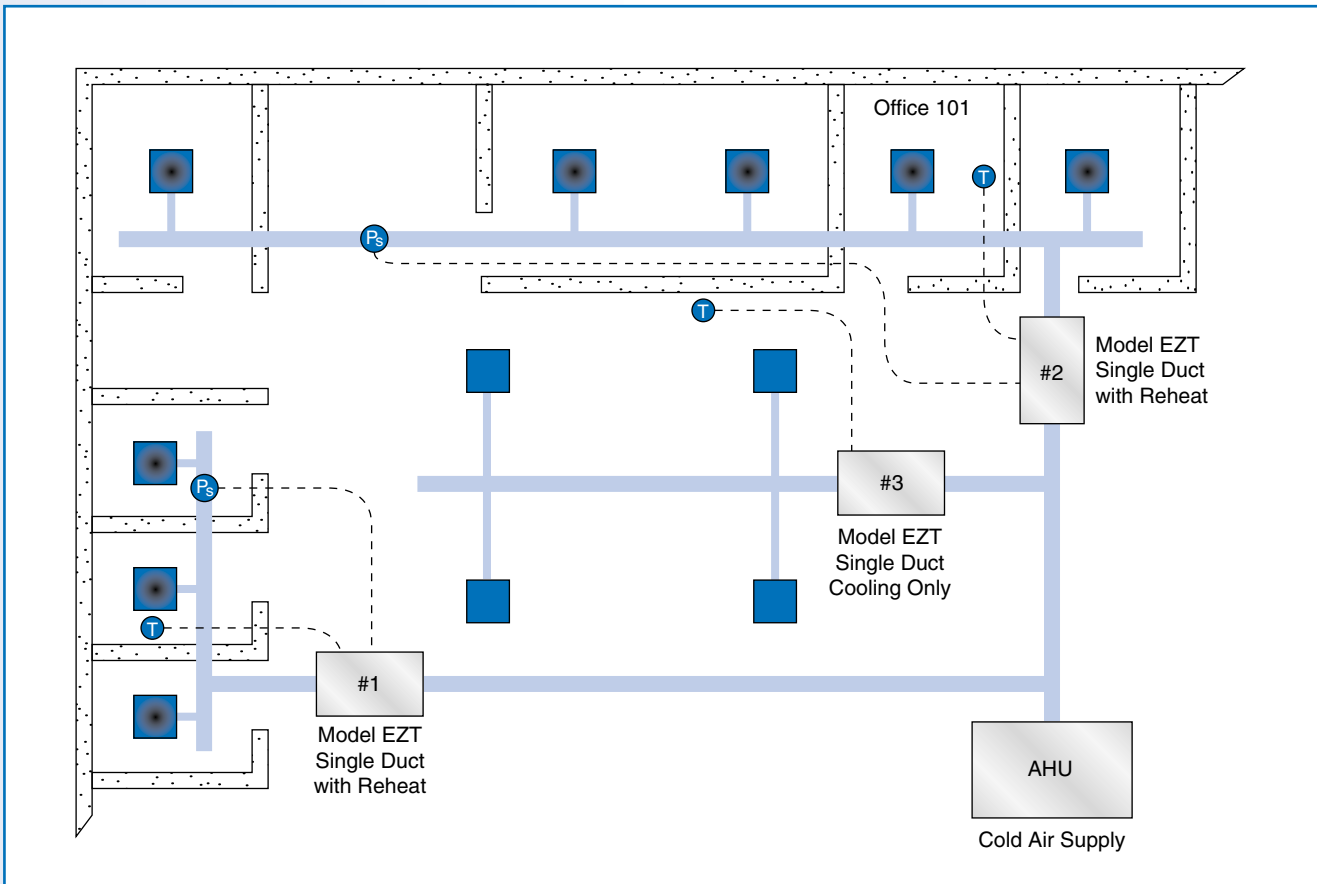 Office 101
T
Ps
T
#2
Model EZT
Single Duct
with Reheat
Ps
#3
Model EZT
Single Duct
Cooling Only
T
#1
Model EZT
Single Duct
with Reheat
AHU
Cold Air Supply